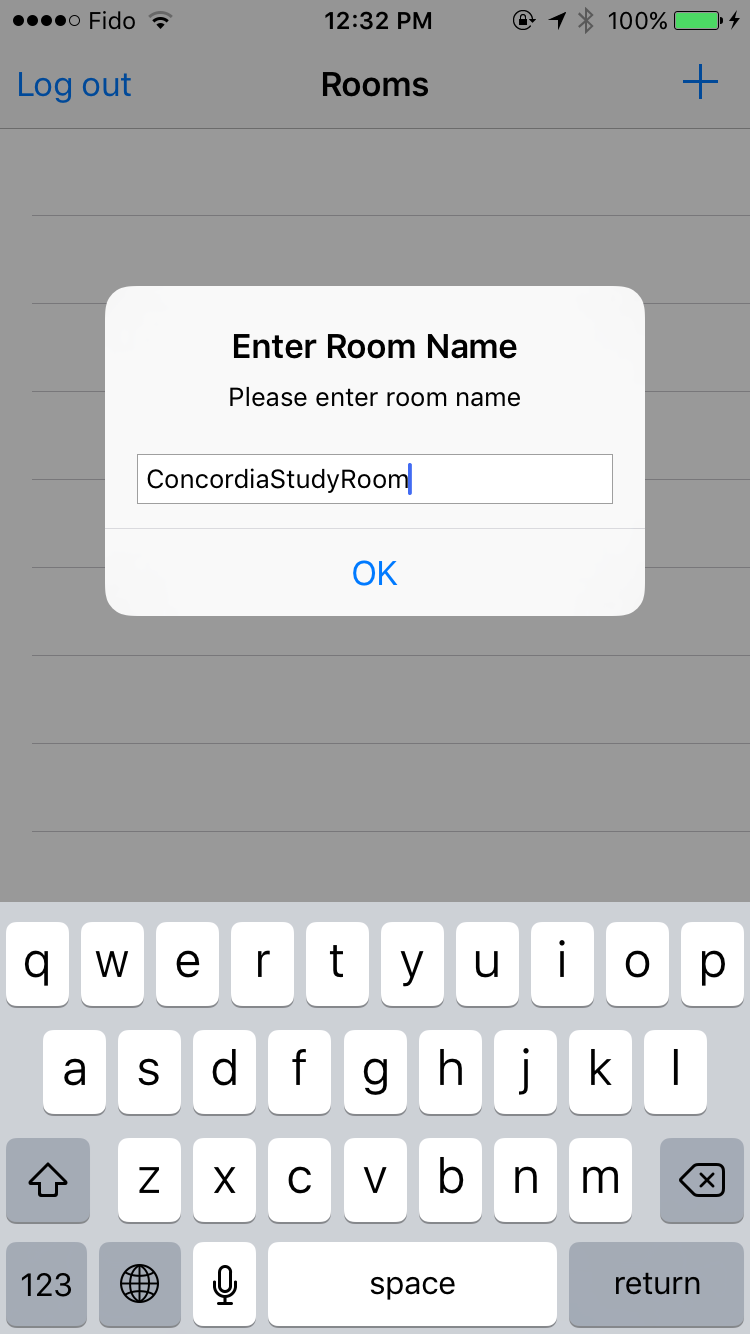 Fido 12:32 PM 100%
Log out Rooms +
Enter Room Name
Please enter room name
ConcordiaStudyRoom
OK
q w e r t y u i o p
a s d f g h j k l
z x c v b n m
123 space return